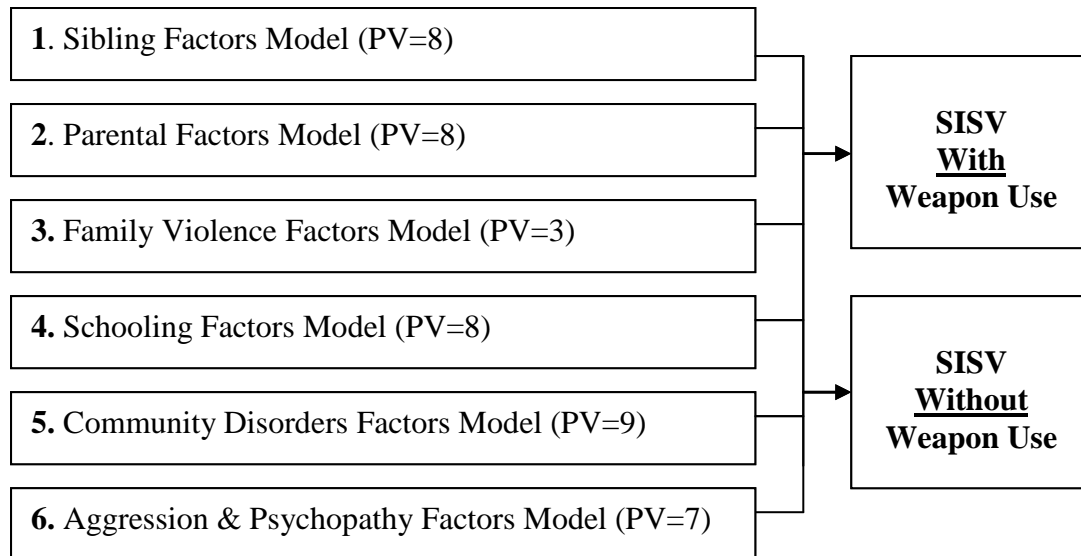 1. Sibling Factors Model (PV=8)
2. Parental Factors Model (PV=8)
3. Family Violence Factors Model (PV=3)
4. Schooling Factors Model (PV=8)
5. Community Disorders Factors Model (PV=9)
6. Aggression & Psychopathy Factors Model (PV=7)
SISV
With
Weapon Use
SISV
Without
Weapon Use